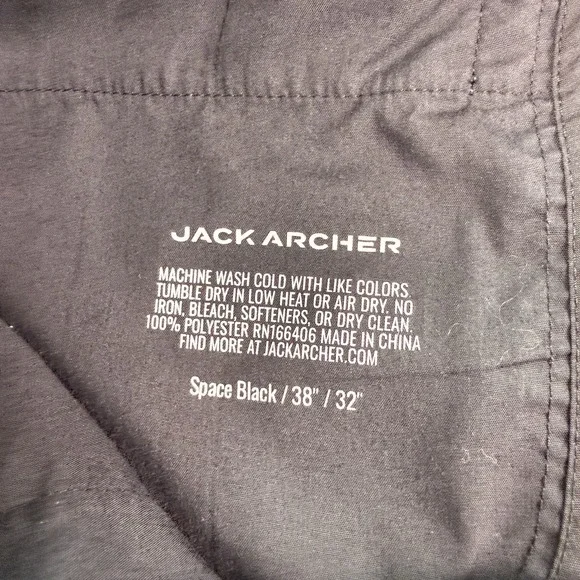 JACK ARCHER
MACHINE WASH COLD WITH LIKE COLORS
TUMBLE DRY IN LOW HEAT OR AIR DRY. NO
IRON, BLEACH, SOFTENERS, OR DRY CLEAN.
100% POLYESTER RN166406 MADE IN CHINA
FIND MORE AT JACKARCHER.COM
Space Black / 38" / 32"